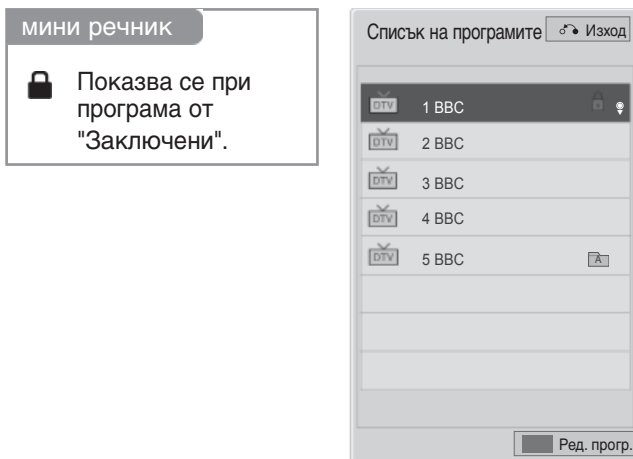 мини речник
Показва се при
програма от
"Заключени".
Списък на програмите
Изход
DTV 1 BBC
DTV 2 BBC
DTV 3 BBC
DTV 4 BBC
DTV 5 BBC A
Ред. прогр.